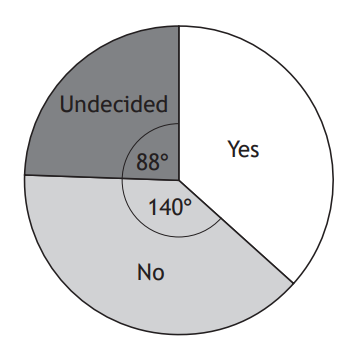 Undecided
Yes
88°
140°
No